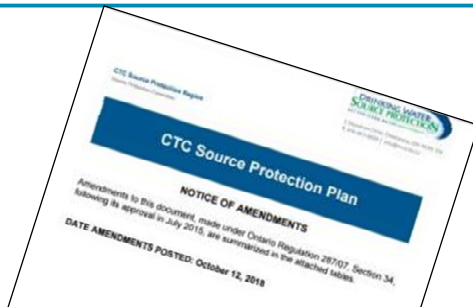 CTC Source Protection Region
DRINKING WATER
SOURCE PROTECTION
CTC Source Protection Plan
NOTICE OF AMENDMENTS
Amendments to this document, made under Ontario Regulation 287/07, Section 34,
following its approval in July 2015, are summarized in the attached tables.
DATE AMENDMENTS POSTED: October 12, 2018